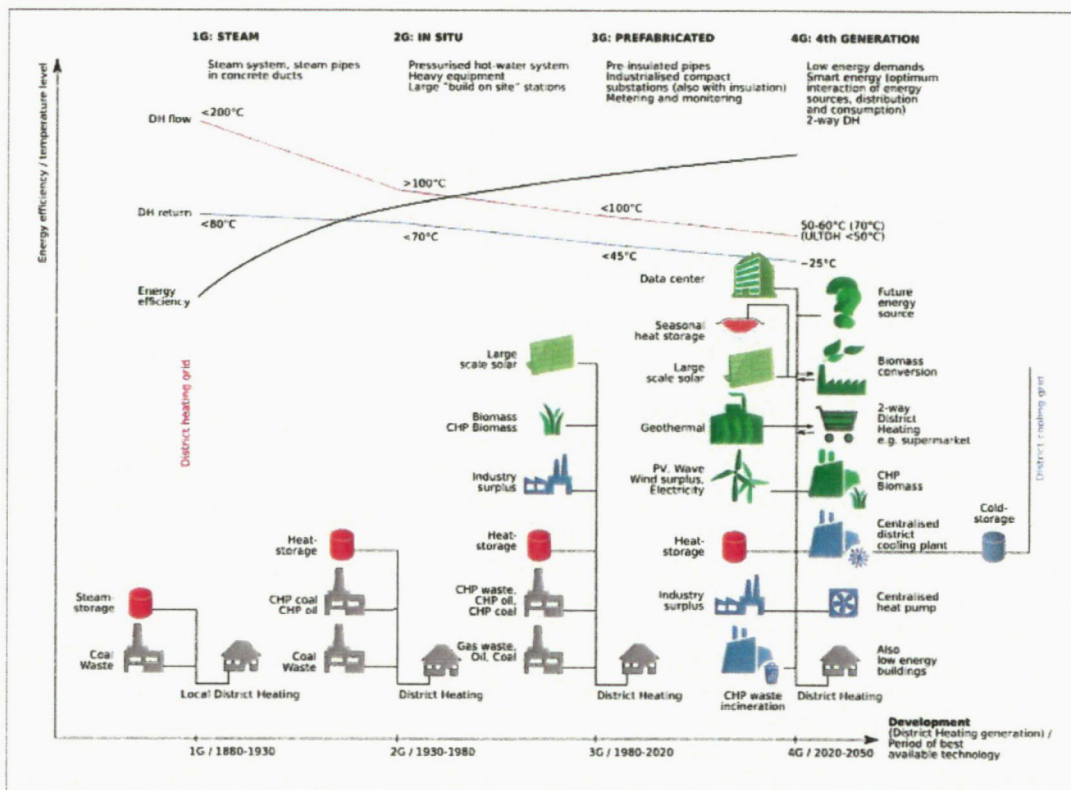 1G: STEAM
Steam system, steam pipes
in concrete ducts
2G: IN SITU
Pressurised hot-water system
Heavy equipment
Large "build on site" stations
3G: PREFABRICATED
Pre-insulated pipes
Industrialised compact
substations (also with insulation)
Metering and monitoring
4G: 4th GENERATION
Low energy demands
Smart energy (optimum
interaction of energy
sources, distribution
and consumption)
2-way DH
Energy efficiency / temperature level
DH flow
<200°C
>100°C
<100°C
50-60°C (70°C)
(ULTDH <50°C)
DH return
<80°C
<70°C
<45°C
~25°C
Energy
efficiency
District heating grid
Large
scale solar
Biomass
CHP Biomass
Industry
surplus
Data center
Seasonal
heat storage
Large
scale solar
Geothermal
PV, Wave
Wind surplus,
Electricity
Future
energy
source
Biomass
conversion
2-way
District
Heating
e.g. supermarket
CHP
Biomass
District cooling grid
Steam-
storage
Coal
Waste
Local District Heating
Heat-
storage
CHP coal
CHP oil
Coal
Waste
District Heating
Heat-
storage
CHP waste,
CHP oil,
CHP coal
Gas waste,
Oil, Coal
District Heating
Heat-
storage
Industry
surplus
CHP waste
incineration
Centralised
district
cooling plant
Cold-
storage
Centralised
heat pump
Also
low energy
buildings
District Heating
1G / 1880-1930
2G / 1930-1980
3G / 1980-2020
4G / 2020-2050
Development
(District Heating generation) /
Period of best
available technology